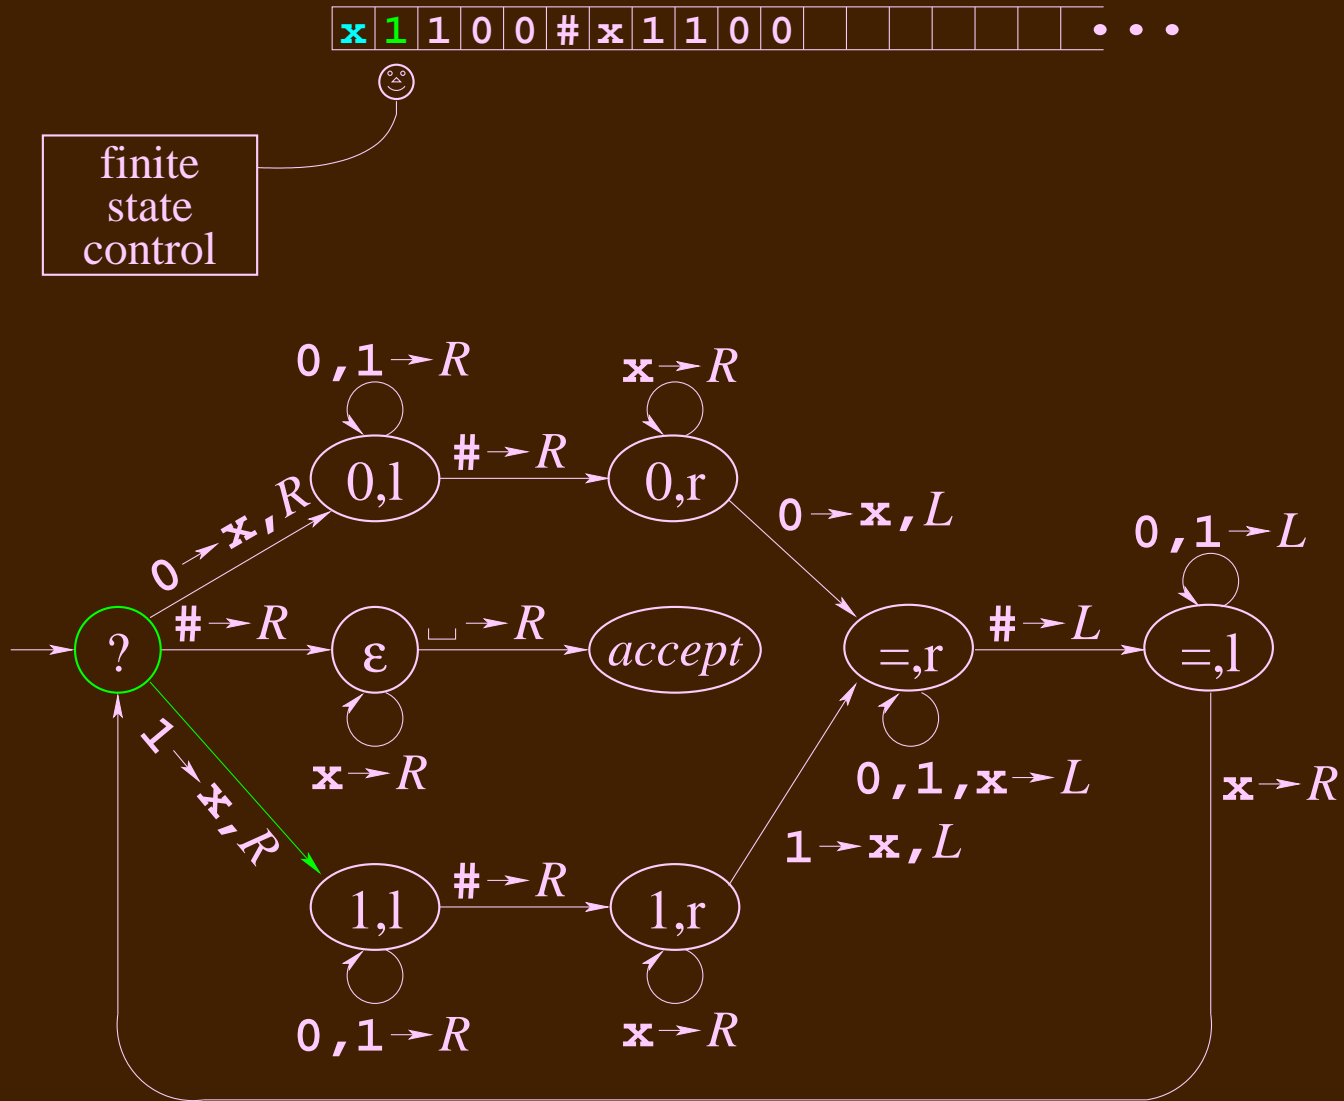 x 1 1 0 0 # x 1 1 0 0 • • •
finite
state
control
0,1→R
x→R
0,l
#→R
0,r
0→x,R
0→x,L
0,1→L
?
#→R
ε
␣→R
accept
=,r
#→L
=,l
1→x,R
x→R
0,1,x→L
x→R
1→x,L
1,l
#→R
1,r
0,1→R
x→R